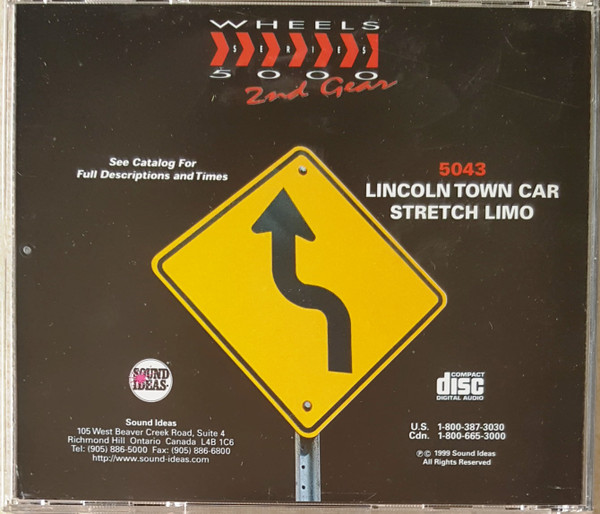 WHEELS
SERIES
5000
2nd Gear
See Catalog For
Full Descriptions and Times
5043
LINCOLN TOWN CAR
STRETCH LIMO
SOUND
IDEAS
COMPACT
disc
DIGITAL AUDIO
Sound Ideas
105 West Beaver Creek Road, Suite 4
Richmond Hill Ontario Canada L4B 1C6
Tel: (905) 886-5000 Fax: (905) 886-6800
http://www.sound-ideas.com
U.S. 1-800-387-3030
Cdn. 1-800-665-3000
℗© 1999 Sound Ideas
All Rights Reserved